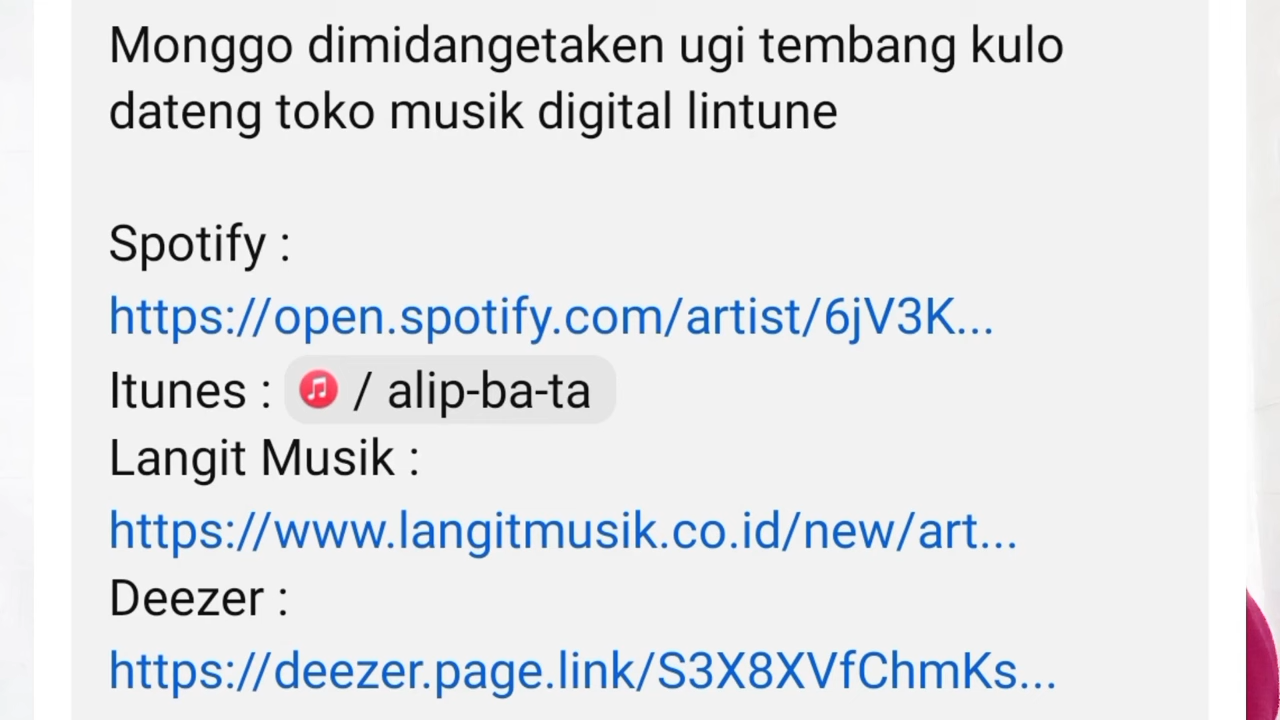 Monggo dimidangetaken ugi tembang kulo
dateng toko musik digital lintune
Spotify :
https://open.spotify.com/artist/6jV3K...
Itunes : / alip-ba-ta
Langit Musik :
https://www.langitmusik.co.id/new/art...
Deezer :
https://deezer.page.link/S3X8XVfChmKs...